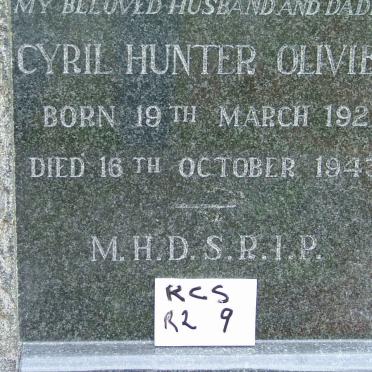 MY BELOVED HUSBAND AND DAD
CYRIL HUNTER OLIVIE
BORN 19TH MARCH 192
DIED 16TH OCTOBER 194
M.H.D.S.R.I.P.
RCS
R2 9